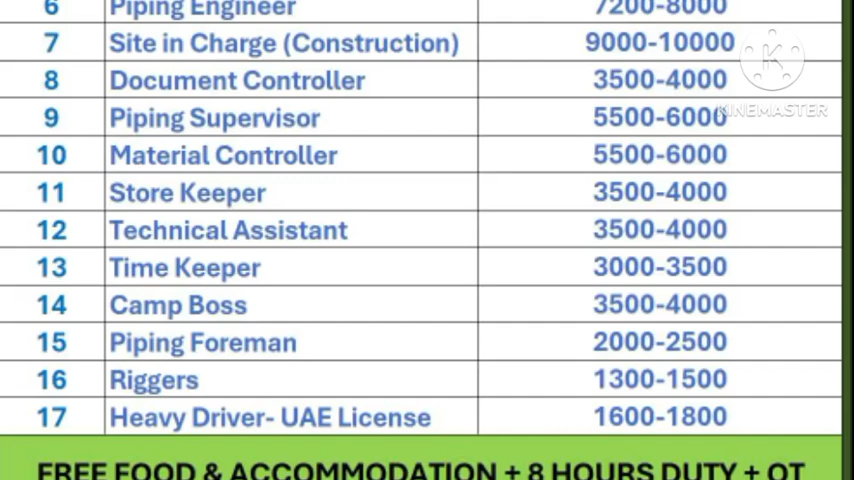 6 Piping Engineer 7200-8000
7 Site in Charge (Construction) 9000-10000
8 Document Controller 3500-4000
9 Piping Supervisor 5500-6000
10 Material Controller 5500-6000
11 Store Keeper 3500-4000
12 Technical Assistant 3500-4000
13 Time Keeper 3000-3500
14 Camp Boss 3500-4000
15 Piping Foreman 2000-2500
16 Riggers 1300-1500
17 Heavy Driver- UAE License 1600-1800
FREE FOOD & ACCOMMODATION + 8 HOURS DUTY + OT
K
KINEMASTER